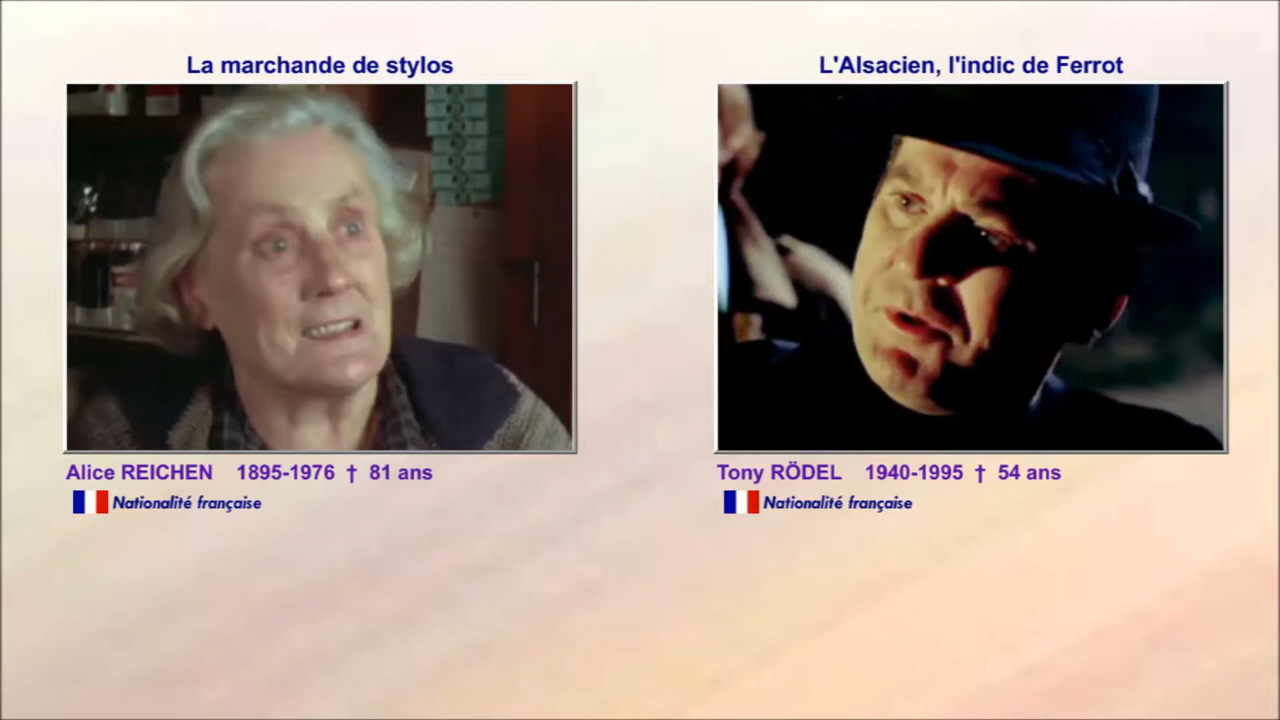 La marchande de stylos
Alice REICHEN 1895-1976 † 81 ans
Nationalité française
L'Alsacien, l'indic de Ferrot
Tony RÖDEL 1940-1995 † 54 ans
Nationalité française